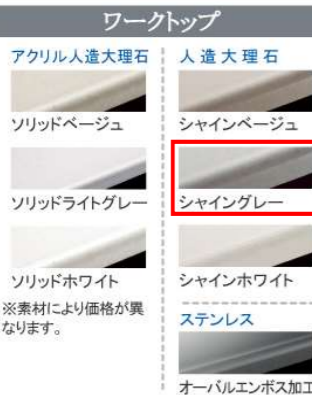 ワークトップ
アクリル人造大理石
ソリッドベージュ
ソリッドライトグレー
ソリッドホワイト
※素材により価格が異
なります。
人造大理石
シャインベージュ
シャイングレー
シャインホワイト
ステンレス
オーバルエンボス加工